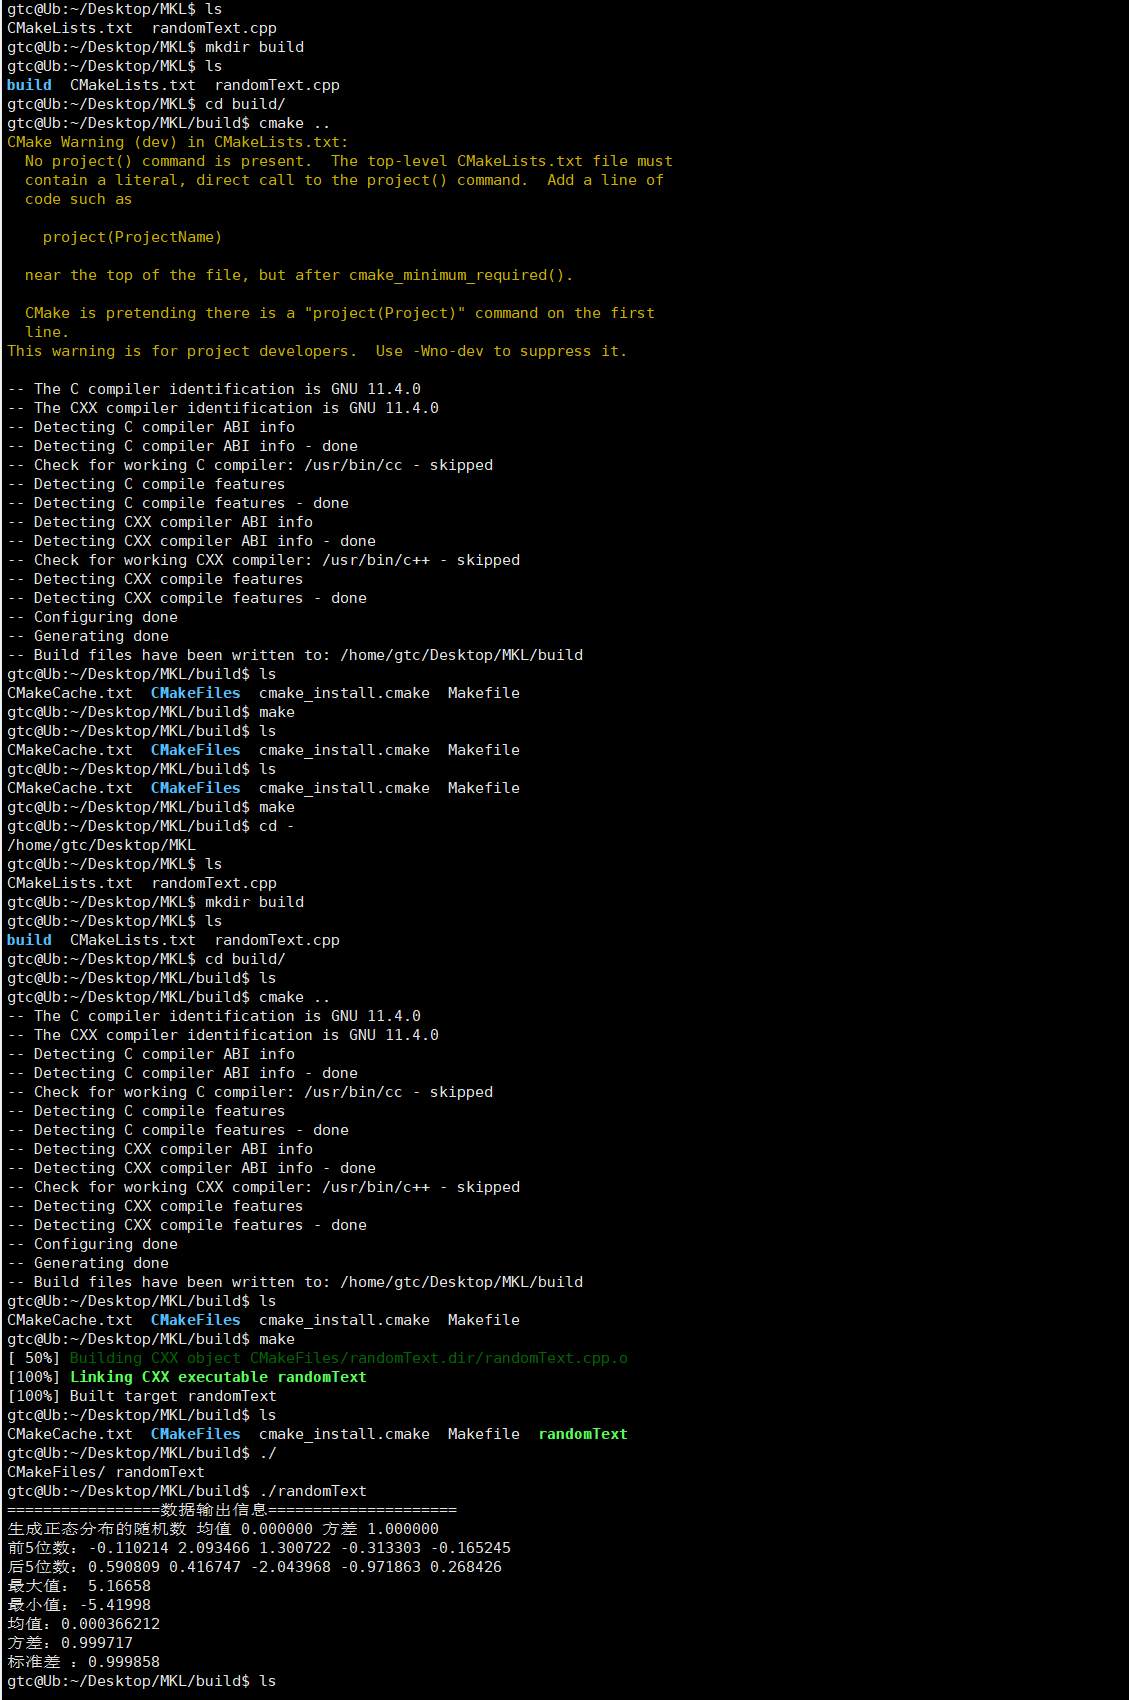 gtc@Ub:~/Desktop/MKL$ ls
CMakeLists.txt  randomText.cpp
gtc@Ub:~/Desktop/MKL$ mkdir build
gtc@Ub:~/Desktop/MKL$ ls
build  CMakeLists.txt  randomText.cpp
gtc@Ub:~/Desktop/MKL$ cd build/
gtc@Ub:~/Desktop/MKL/build$ cmake ..
CMake Warning (dev) in CMakeLists.txt:
  No project() command is present.  The top-level CMakeLists.txt file must
  contain a literal, direct call to the project() command.  Add a line of
  code such as

    project(ProjectName)

  near the top of the file, but after cmake_minimum_required().

  CMake is pretending there is a "project(Project)" command on the first
  line.
This warning is for project developers.  Use -Wno-dev to suppress it.

-- The C compiler identification is GNU 11.4.0
-- The CXX compiler identification is GNU 11.4.0
-- Detecting C compiler ABI info
-- Detecting C compiler ABI info - done
-- Check for working C compiler: /usr/bin/cc - skipped
-- Detecting C compile features
-- Detecting C compile features - done
-- Detecting CXX compiler ABI info
-- Detecting CXX compiler ABI info - done
-- Check for working CXX compiler: /usr/bin/c++ - skipped
-- Detecting CXX compile features
-- Detecting CXX compile features - done
-- Configuring done
-- Generating done
-- Build files have been written to: /home/gtc/Desktop/MKL/build
gtc@Ub:~/Desktop/MKL/build$ ls
CMakeCache.txt  CMakeFiles  cmake_install.cmake  Makefile
gtc@Ub:~/Desktop/MKL/build$ make
gtc@Ub:~/Desktop/MKL/build$ ls
CMakeCache.txt  CMakeFiles  cmake_install.cmake  Makefile
gtc@Ub:~/Desktop/MKL/build$ ls
CMakeCache.txt  CMakeFiles  cmake_install.cmake  Makefile
gtc@Ub:~/Desktop/MKL/build$ make
gtc@Ub:~/Desktop/MKL/build$ cd -
/home/gtc/Desktop/MKL
gtc@Ub:~/Desktop/MKL$ ls
CMakeLists.txt  randomText.cpp
gtc@Ub:~/Desktop/MKL$ mkdir build
gtc@Ub:~/Desktop/MKL$ ls
build  CMakeLists.txt  randomText.cpp
gtc@Ub:~/Desktop/MKL$ cd build/
gtc@Ub:~/Desktop/MKL/build$ ls
gtc@Ub:~/Desktop/MKL/build$ cmake ..
-- The C compiler identification is GNU 11.4.0
-- The CXX compiler identification is GNU 11.4.0
-- Detecting C compiler ABI info
-- Detecting C compiler ABI info - done
-- Check for working C compiler: /usr/bin/cc - skipped
-- Detecting C compile features
-- Detecting C compile features - done
-- Detecting CXX compiler ABI info
-- Detecting CXX compiler ABI info - done
-- Check for working CXX compiler: /usr/bin/c++ - skipped
-- Detecting CXX compile features
-- Detecting CXX compile features - done
-- Configuring done
-- Generating done
-- Build files have been written to: /home/gtc/Desktop/MKL/build
gtc@Ub:~/Desktop/MKL/build$ ls
CMakeCache.txt  CMakeFiles  cmake_install.cmake  Makefile
gtc@Ub:~/Desktop/MKL/build$ make
[ 50%] Building CXX object CMakeFiles/randomText.dir/randomText.cpp.o
[100%] Linking CXX executable randomText
[100%] Built target randomText
gtc@Ub:~/Desktop/MKL/build$ ls
CMakeCache.txt  CMakeFiles  cmake_install.cmake  Makefile  randomText
gtc@Ub:~/Desktop/MKL/build$ ./
CMakeFiles/ randomText
gtc@Ub:~/Desktop/MKL/build$ ./randomText
=================数据输出信息=====================
生成正态分布的随机数 均值 0.000000 方差 1.000000
前5位数：-0.110214 2.093466 1.300722 -0.313303 -0.165245
后5位数：0.590809 0.416747 -2.043968 -0.971863 0.268426
最大值： 5.16658
最小值：-5.41998
均值：0.000366212
方差：0.999717
标准差 ：0.999858
gtc@Ub:~/Desktop/MKL/build$ ls